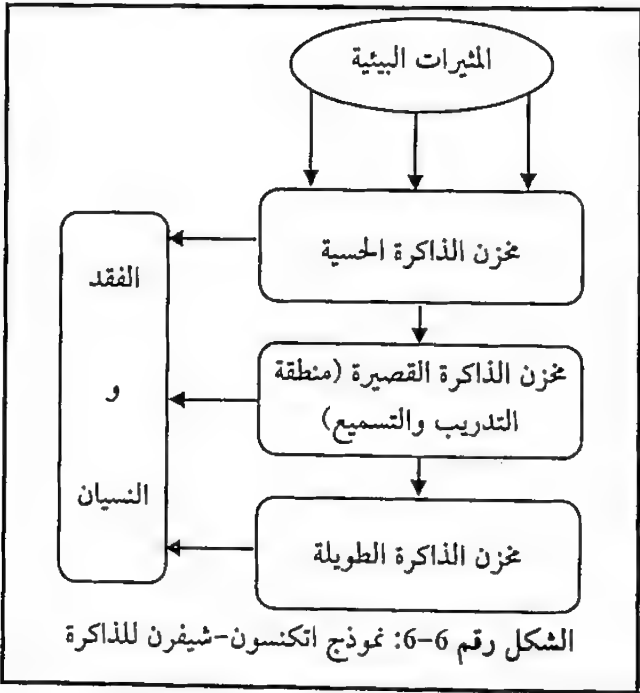 المثيرات البيئية
مخزن الذاكرة الحسية
مخزن الذاكرة القصيرة (منطقة
التدريب والتسميع)
مخزن الذاكرة الطويلة
الفقد
و
النسيان
الشكل رقم 6-6: نموذج اتكنسون-شيفرن للذاكرة